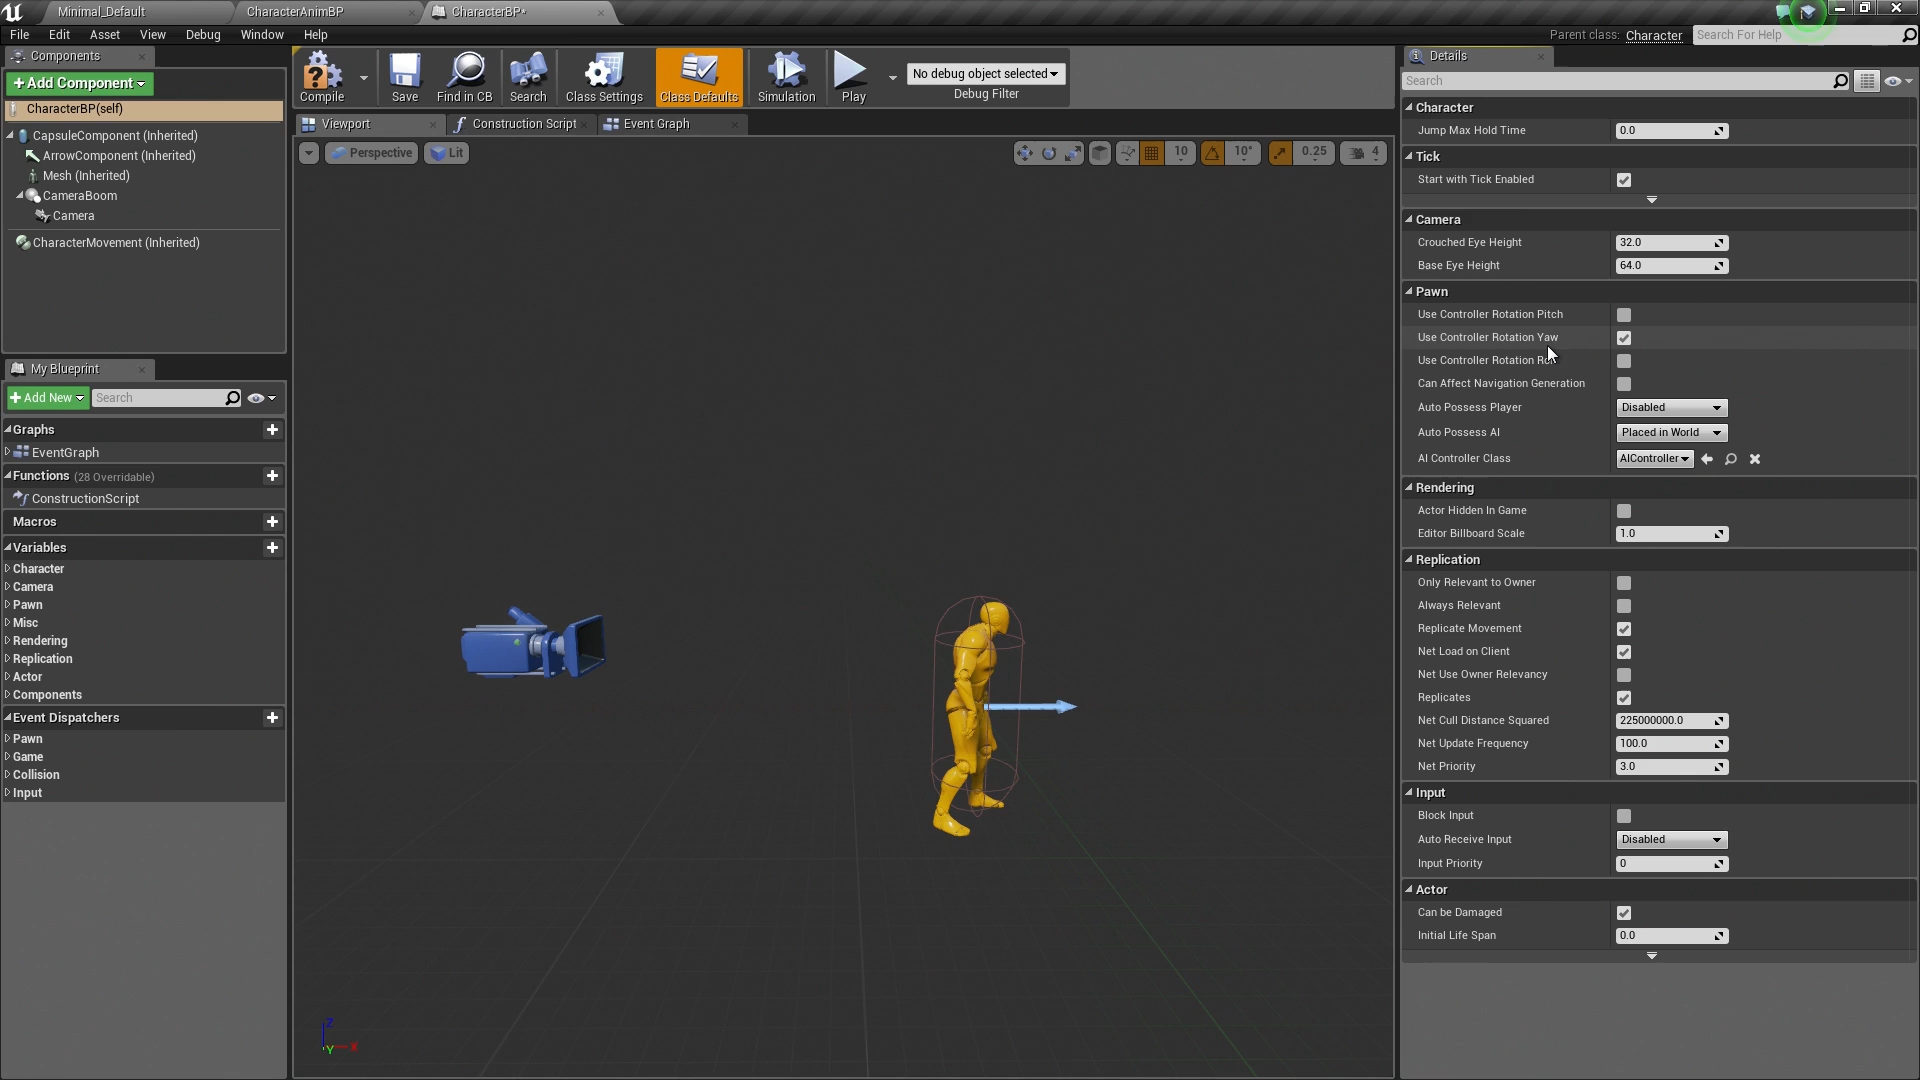 Minimal_Default
CharacterAnimBP
CharacterBP*
File Edit Asset View Debug Window Help
Parent class: Character
Search For Help
Components
+Add Component
CharacterBP(self)
CapsuleComponent (Inherited)
ArrowComponent (Inherited)
Mesh (Inherited)
CameraBoom
Camera
CharacterMovement (Inherited)
My Blueprint
+Add New
Search
Graphs
EventGraph
Functions (28 Overridable)
ConstructionScript
Macros
Variables
Character
Camera
Pawn
Misc
Rendering
Replication
Actor
Components
Event Dispatchers
Pawn
Game
Collision
Input
Compile
Save
Find in CB
Search
Class Settings
Class Defaults
Simulation
Play
No debug object selected
Debug Filter
Viewport
Construction Script
Event Graph
Perspective
Lit
10
10°
0.25
4
Z
Y
X
Details
Search
Character
Jump Max Hold Time 0.0
Tick
Start with Tick Enabled
Camera
Crouched Eye Height 32.0
Base Eye Height 64.0
Pawn
Use Controller Rotation Pitch
Use Controller Rotation Yaw
Use Controller Rotation
Can Affect Navigation Generation
Auto Possess Player Disabled
Auto Possess AI Placed in World
AI Controller Class AIController
Rendering
Actor Hidden In Game
Editor Billboard Scale 1.0
Replication
Only Relevant to Owner
Always Relevant
Replicate Movement
Net Load on Client
Net Use Owner Relevancy
Replicates
Net Cull Distance Squared 225000000.0
Net Update Frequency 100.0
Net Priority 3.0
Input
Block Input
Auto Receive Input Disabled
Input Priority 0
Actor
Can be Damaged
Initial Life Span 0.0